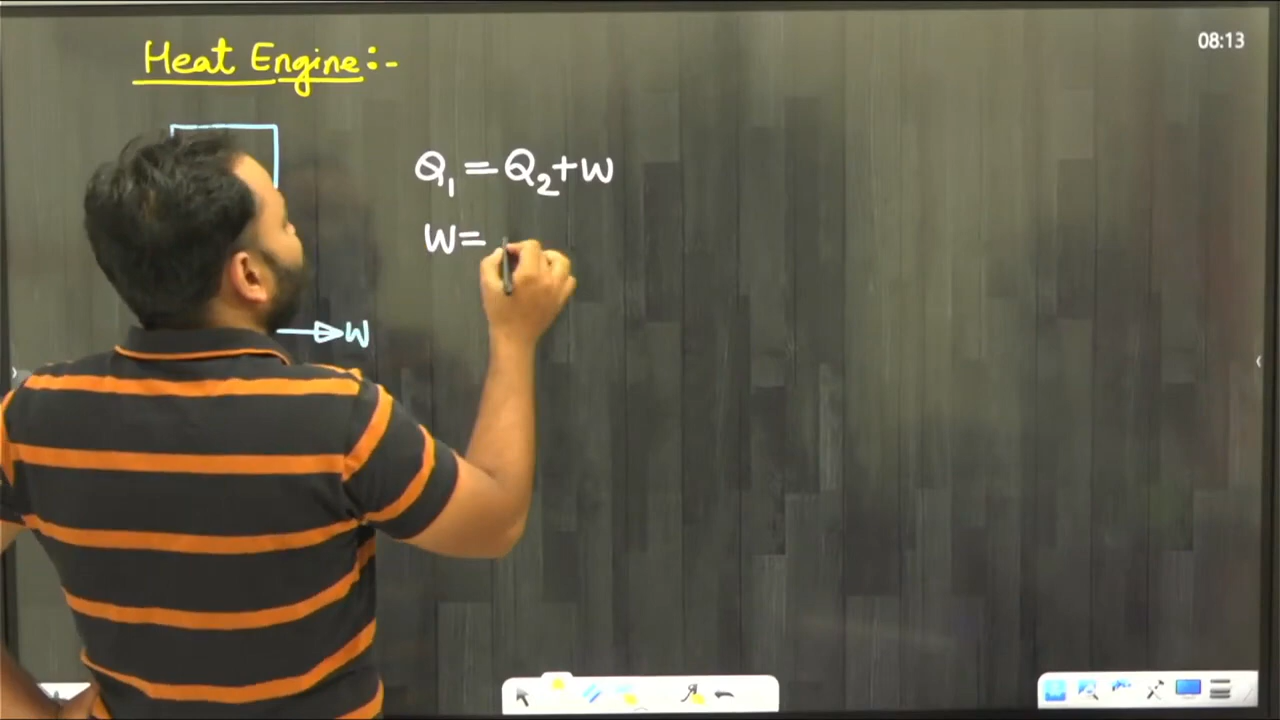 08:13
Heat Engine:-
Q₁ = Q₂ + W
W =
W